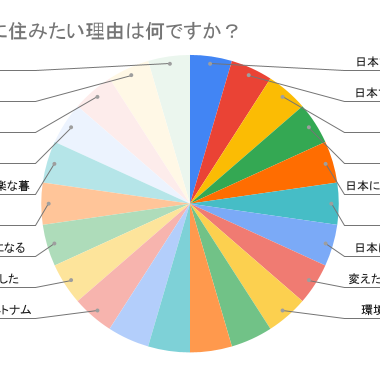 に住みたい理由は何ですか？
日本
日本
日本に
日本は
変えた
環境
楽な暮
になる
した
トナム